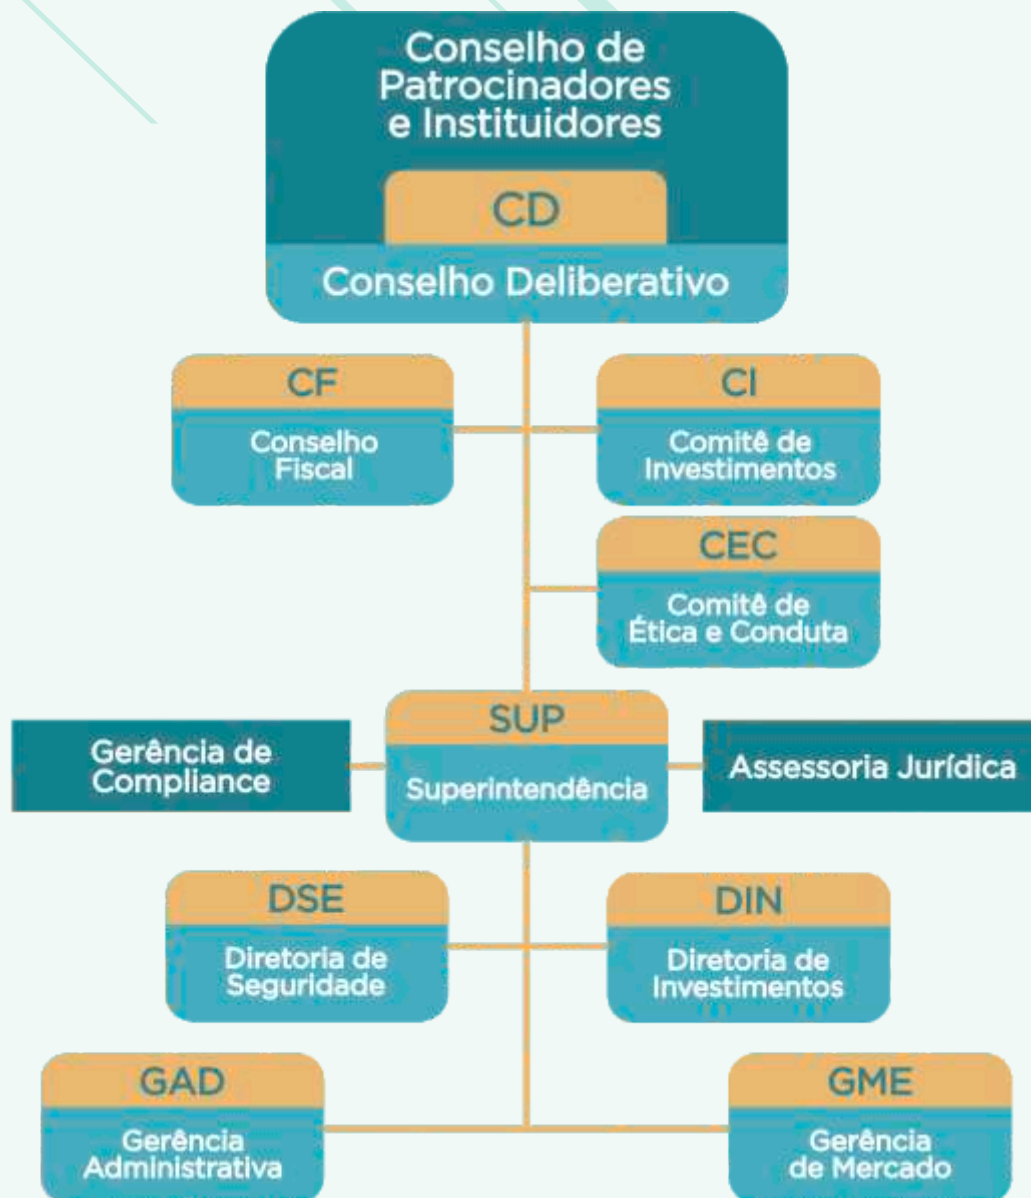 Conselho de
Patrocinadores
e Instituidores
CD
Conselho Deliberativo
CF
Conselho
Fiscal
CI
Comitê de
Investimentos
CEC
Comitê de
Ética e Conduta
Gerência de
Compliance
SUP
Superintendência
Assessoria Jurídica
DSE
Diretoria de
Seguridade
DIN
Diretoria de
Investimentos
GAD
Gerência
Administrativa
GME
Gerência
de Mercado